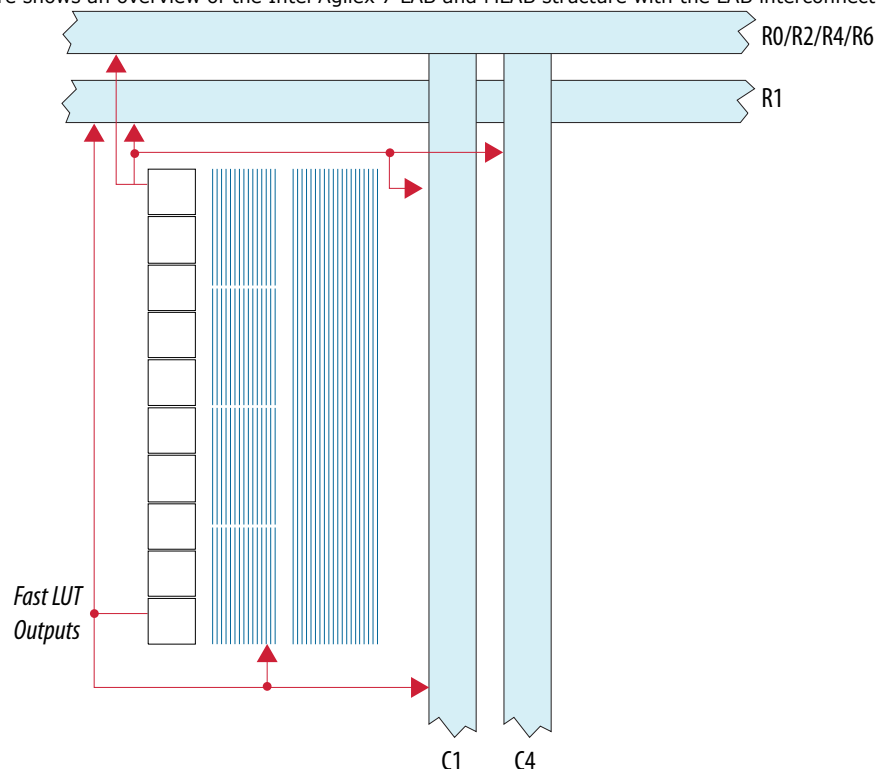 re shows an overview of the Intel Agilex 7 LAB and MLAB structure with the LAB interconnect
R0/R2/R4/R6
R1
Fast LUT
Outputs
C1 C4